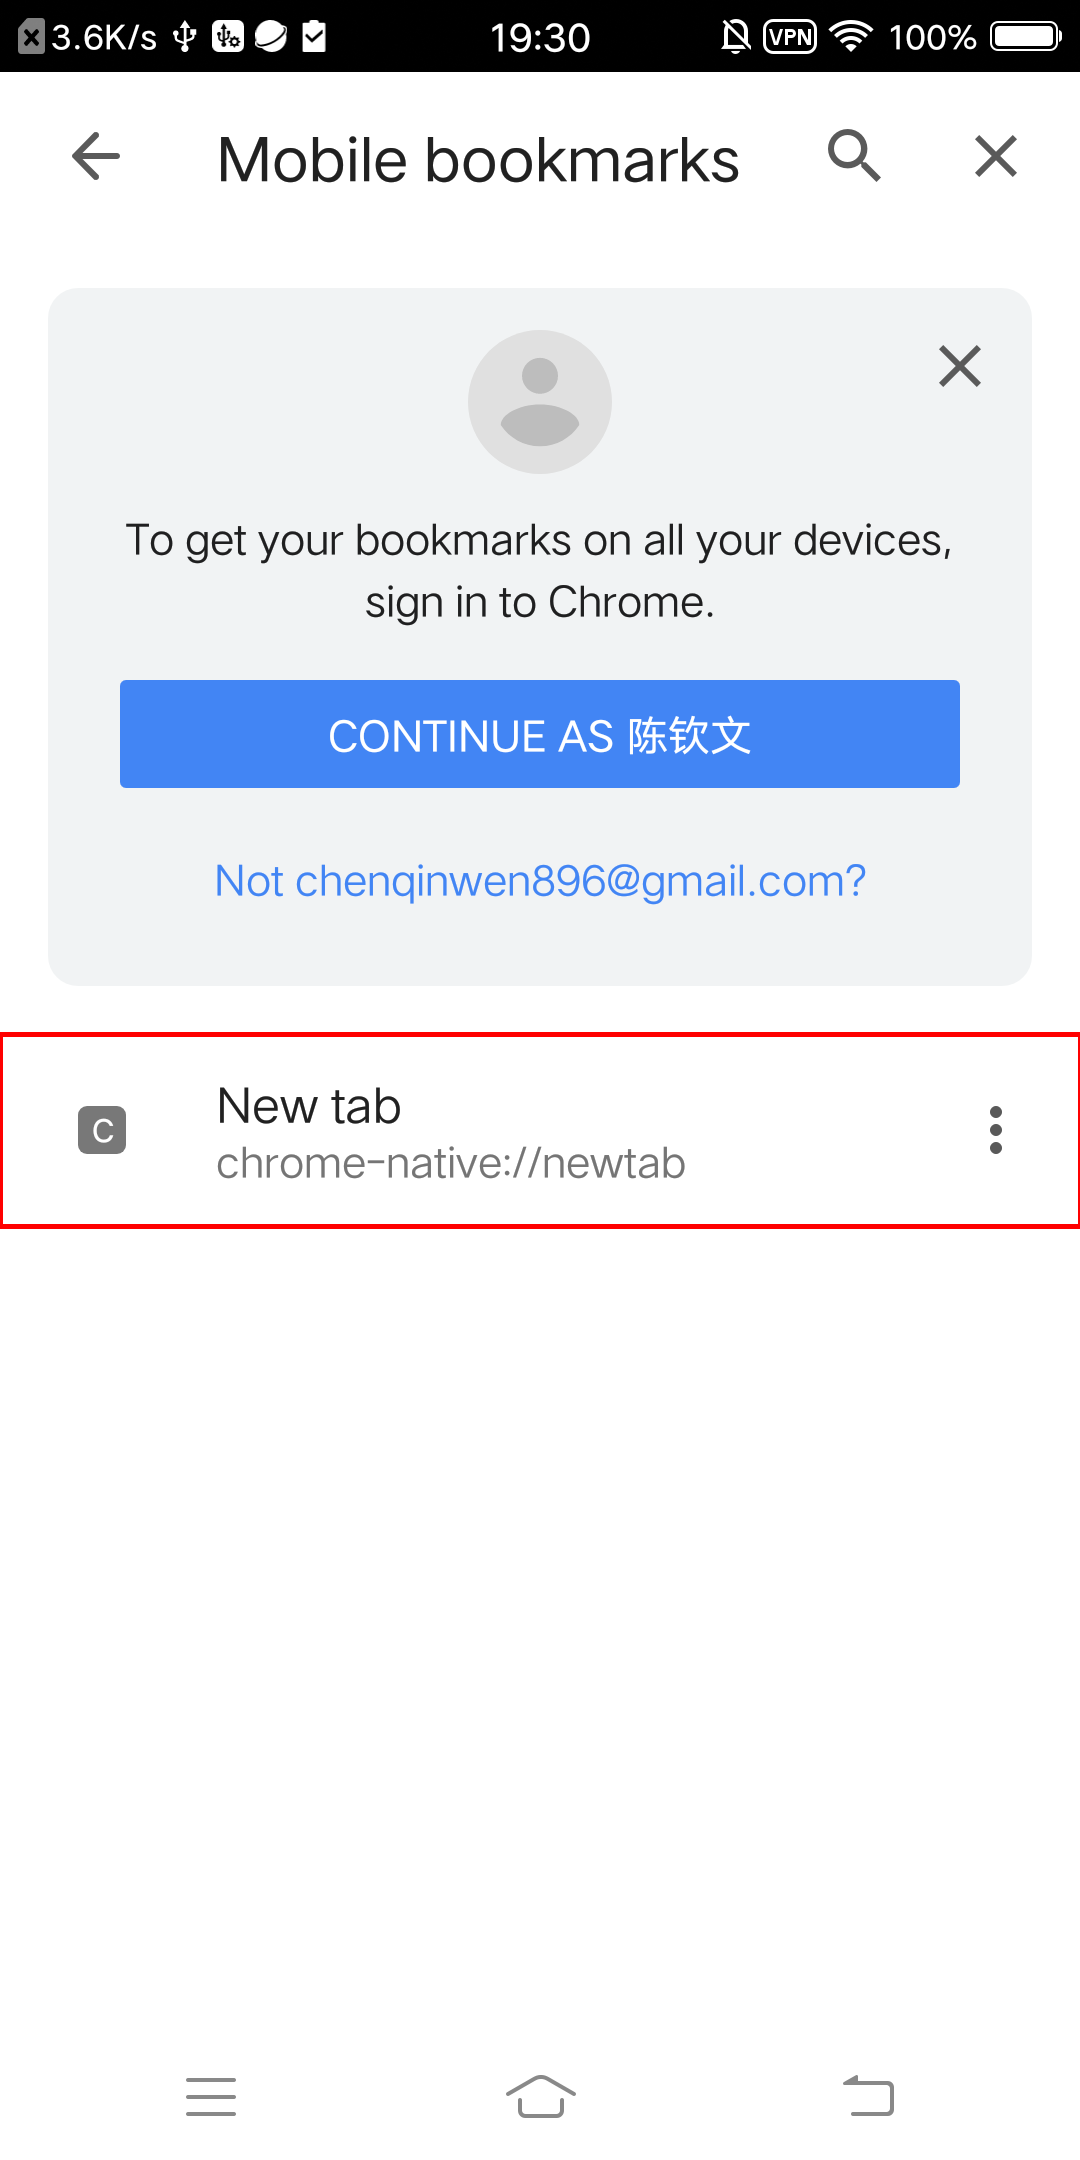 3.6K/s 19:30 VPN 100%
Mobile bookmarks
To get your bookmarks on all your devices,
sign in to Chrome.
CONTINUE AS 陈钦文
Not chenqinwen896@gmail.com?
C
New tab
chrome-native://newtab